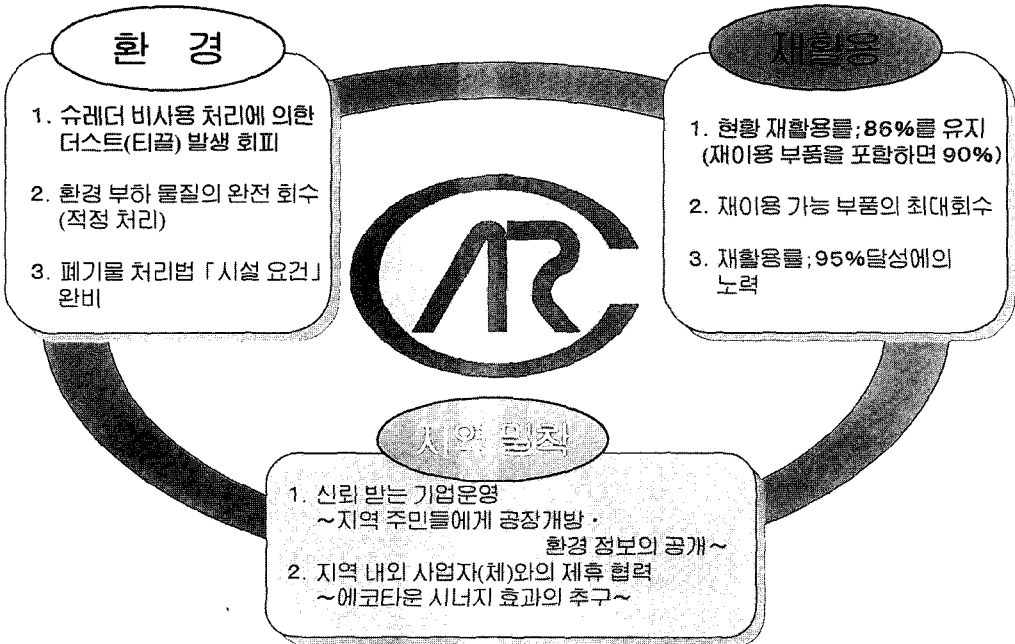 환 경
1. 슈레더 비사용 처리에 의한
더스트(티끌) 발생 회피
2. 환경 부하 물질의 완전 회수
(적정 처리)
3. 폐기물 처리법 「시설 요건」
완비
재활용
1. 현황 재활용률;86%를 유지
(재이용 부품을 포함하면 90%)
2. 재이용 가능 부품의 최대회수
3. 재활용률;95%달성에의
노력
ARC
지역 밀착
1. 신뢰 받는 기업운영
~지역 주민들에게 공장개방·
환경 정보의 공개~
2. 지역 내외 사업자(체)와의 제휴 협력
~에코타운 시너지 효과의 추구~